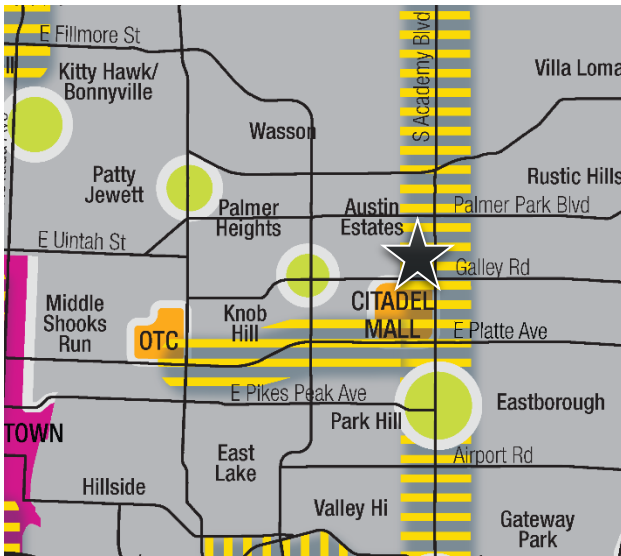 E Fillmore St
S Academy Blvd
Kitty Hawk/
Bonnyville
Villa Loma
Wasson
Patty
Jewett
Rustic Hills
Palmer
Heights
Austin
Estates
Palmer Park Blvd
E Uintah St
Galley Rd
Middle
Shooks
Run
OTC
Knob
Hill
CITADEL
MALL
E Platte Ave
E Pikes Peak Ave
Eastborough
Park Hill
TOWN
East
Lake
Airport Rd
Hillside
Valley Hi
Gateway
Park